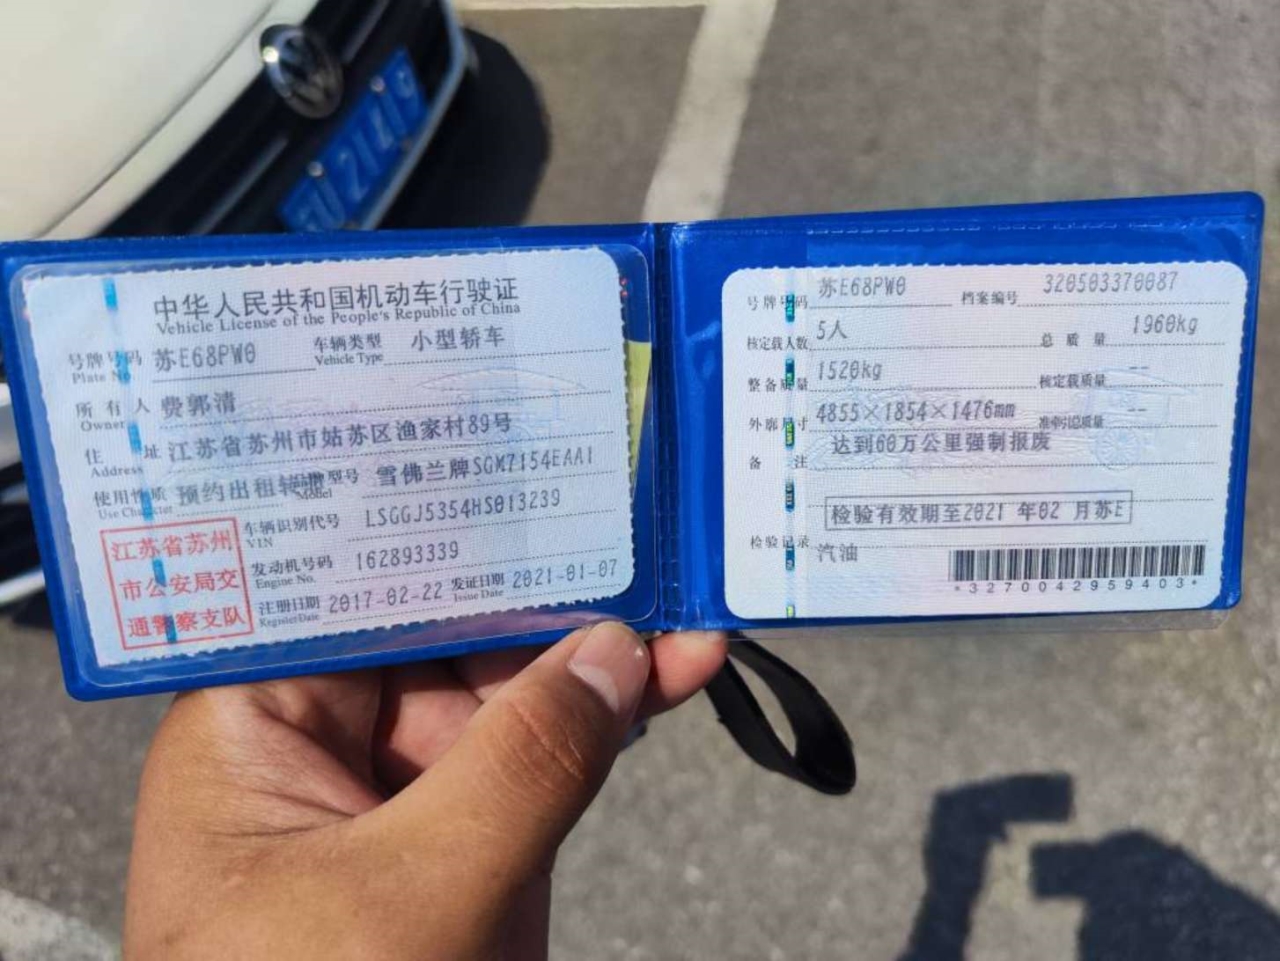 中华人民共和国机动车行驶证
Vehicle License of the People's Republic of China
号牌号码 苏E68PW0 车辆类型 小型轿车
Plate No. Vehicle Type
所有人 费郭清
Owner
住址 江苏省苏州市姑苏区渔家村89号
Address
使用性质 预约出租转非 品牌型号 雪佛兰牌SGM7154EAA1
Use Character Model
江苏省苏州
市公安局交
通警察支队
车辆识别代号 LSGGJ5354HS013239
VIN
发动机号码 162893339
Engine No.
注册日期 2017-02-22 发证日期 2021-01-07
Register Date Issue Date
号牌号码 苏E68PW0 档案编号 320503370087
核定载人数 5人 总质量 1960kg
整备质量 1520kg 核定载质量 --
外廓尺寸 4855×1854×1476mm 准牵引总质量 --
备注 达到60万公里强制报废
检验有效期至2021年02月苏E
检验记录 汽油
*3270042959403*